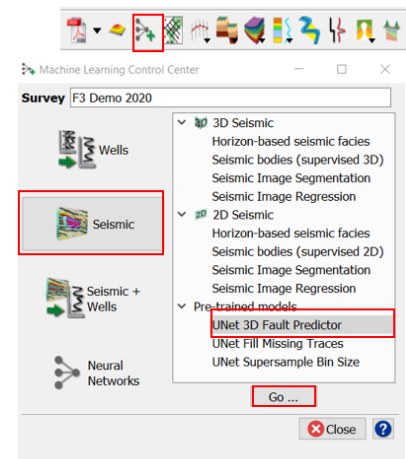 Machine Learning Control Center
Survey F3 Demo 2020
Wells
Seismic
Seismic +
Wells
Neural
Networks
3D 3D Seismic
Horizon-based seismic facies
Seismic bodies (supervised 3D)
Seismic Image Segmentation
Seismic Image Regression
2D 2D Seismic
Horizon-based seismic facies
Seismic bodies (supervised 2D)
Seismic Image Segmentation
Seismic Image Regression
Pre-trained models
UNet 3D Fault Predictor
UNet Fill Missing Traces
UNet Supersample Bin Size
Go ...
Close ?